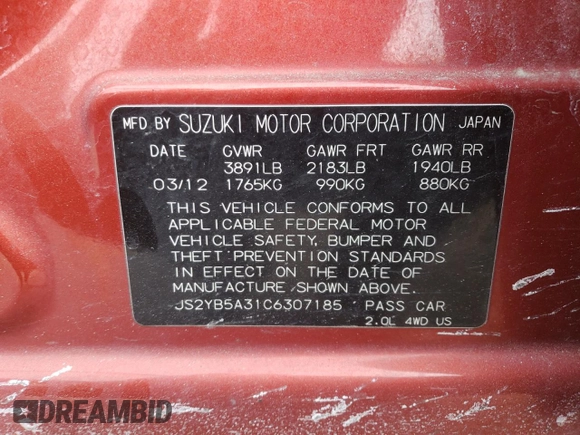 MFD BY SUZUKI MOTOR CORPORATION JAPAN
DATE GVWR GAWR FRT GAWR RR
3891LB 2183LB 1940LB
03/12 1765KG 990KG 880KG
THIS VEHICLE CONFORMS TO ALL
APPLICABLE FEDERAL MOTOR
VEHICLE SAFETY, BUMPER AND
THEFT PREVENTION STANDARDS
IN EFFECT ON THE DATE OF
MANUFACTURE SHOWN ABOVE.
JS2YB5A31C6307185 PASS CAR
2.0L 4WD US
DREAMBID